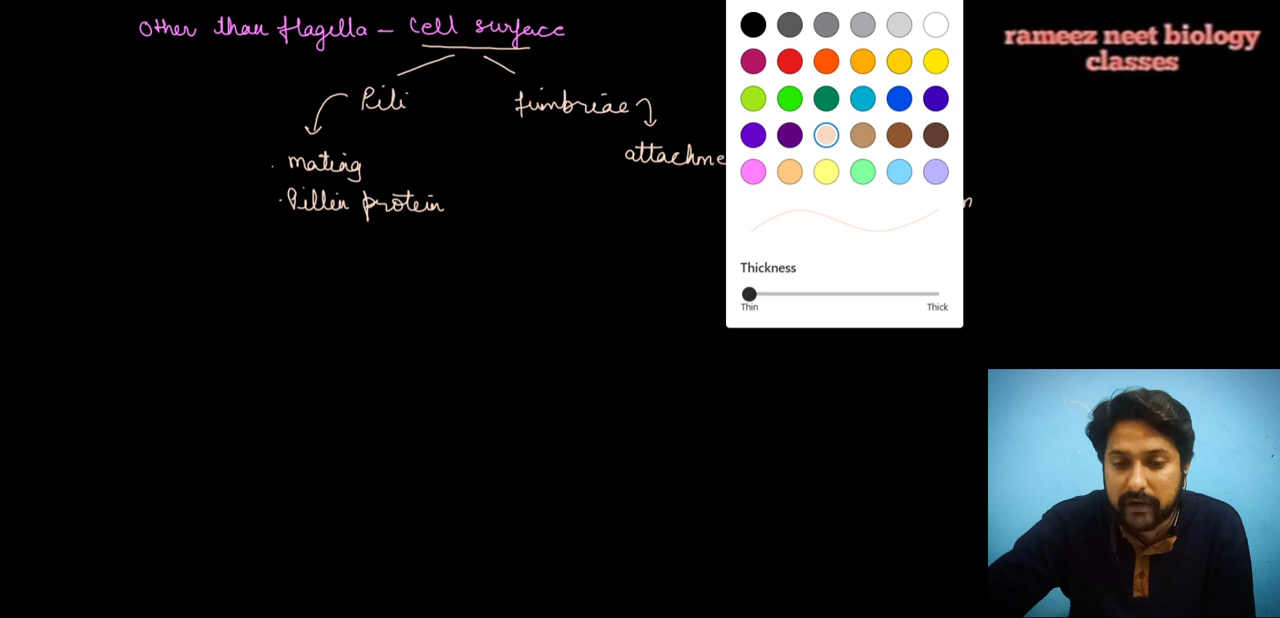 Other than flagella - Cell surface
Pili
fimbriae
attachme
. mating
. Pillin protein
n
Thickness
Thin
Thick
rameez neet biology
classes